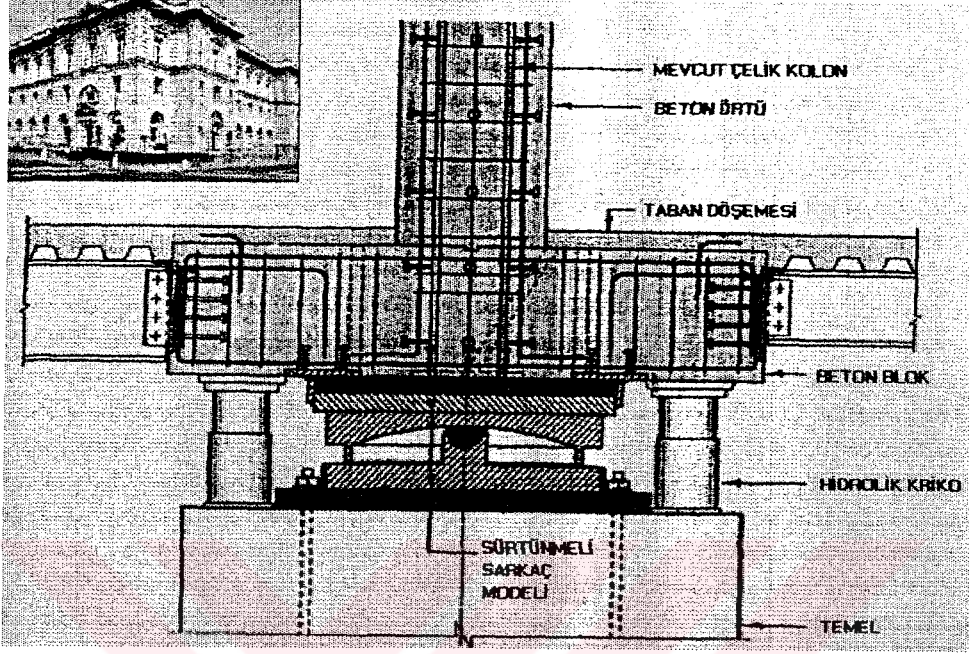 MEVCUT ÇELİK KOLON
BETON ÖRTÜ
TABAN DÖŞEMESİ
BETON BLOK
HİDROLİK KRİKO
SÜRTÜNMELİ
SARKAÇ
MODELİ
TEMEL